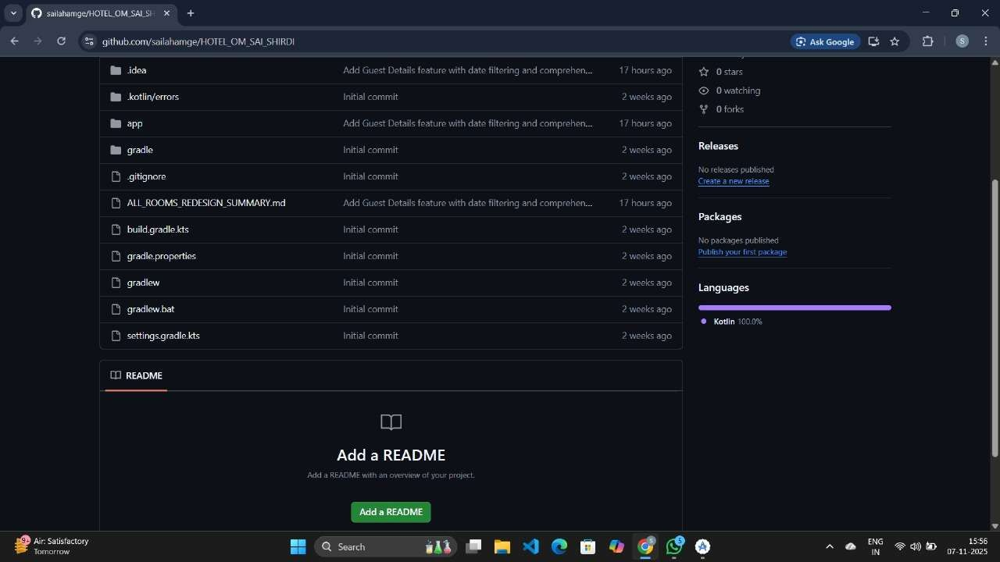 sailahamge/HOTEL_OM_SAI_SH
github.com/sailahamge/HOTEL_OM_SAI_SHIRDI
Ask Google
S
.idea Add Guest Details feature with date filtering and comprehen... 17 hours ago
.kotlin/errors Initial commit 2 weeks ago
app Add Guest Details feature with date filtering and comprehen... 17 hours ago
gradle Initial commit 2 weeks ago
.gitignore Initial commit 2 weeks ago
ALL_ROOMS_REDESIGN_SUMMARY.md Add Guest Details feature with date filtering and comprehen... 17 hours ago
build.gradle.kts Initial commit 2 weeks ago
gradle.properties Initial commit 2 weeks ago
gradlew Initial commit 2 weeks ago
gradlew.bat Initial commit 2 weeks ago
settings.gradle.kts Initial commit 2 weeks ago
0 stars
0 watching
0 forks
Releases
No releases published
Create a new release
Packages
No packages published
Publish your first package
Languages
Kotlin 100.0%
README
Add a README
Add a README with an overview of your project.
Add a README
9+
Air: Satisfactory
Tomorrow
Search
S
5
ENG
IN
15:56
07-11-2025